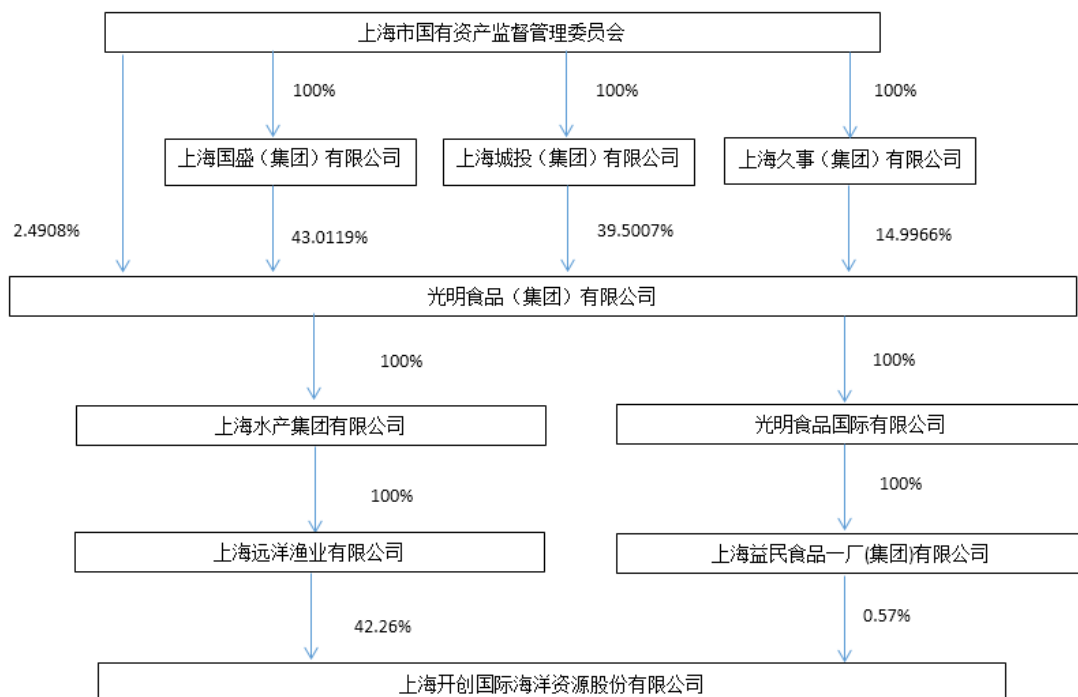 上海市国有资产监督管理委员会
100%
100%
100%
上海国盛（集团）有限公司
上海城投（集团）有限公司
上海久事（集团）有限公司
2.4908%
43.0119%
39.5007%
14.9966%
光明食品（集团）有限公司
100%
100%
上海水产集团有限公司
光明食品国际有限公司
100%
100%
上海远洋渔业有限公司
上海益民食品一厂(集团)有限公司
42.26%
0.57%
上海开创国际海洋资源股份有限公司